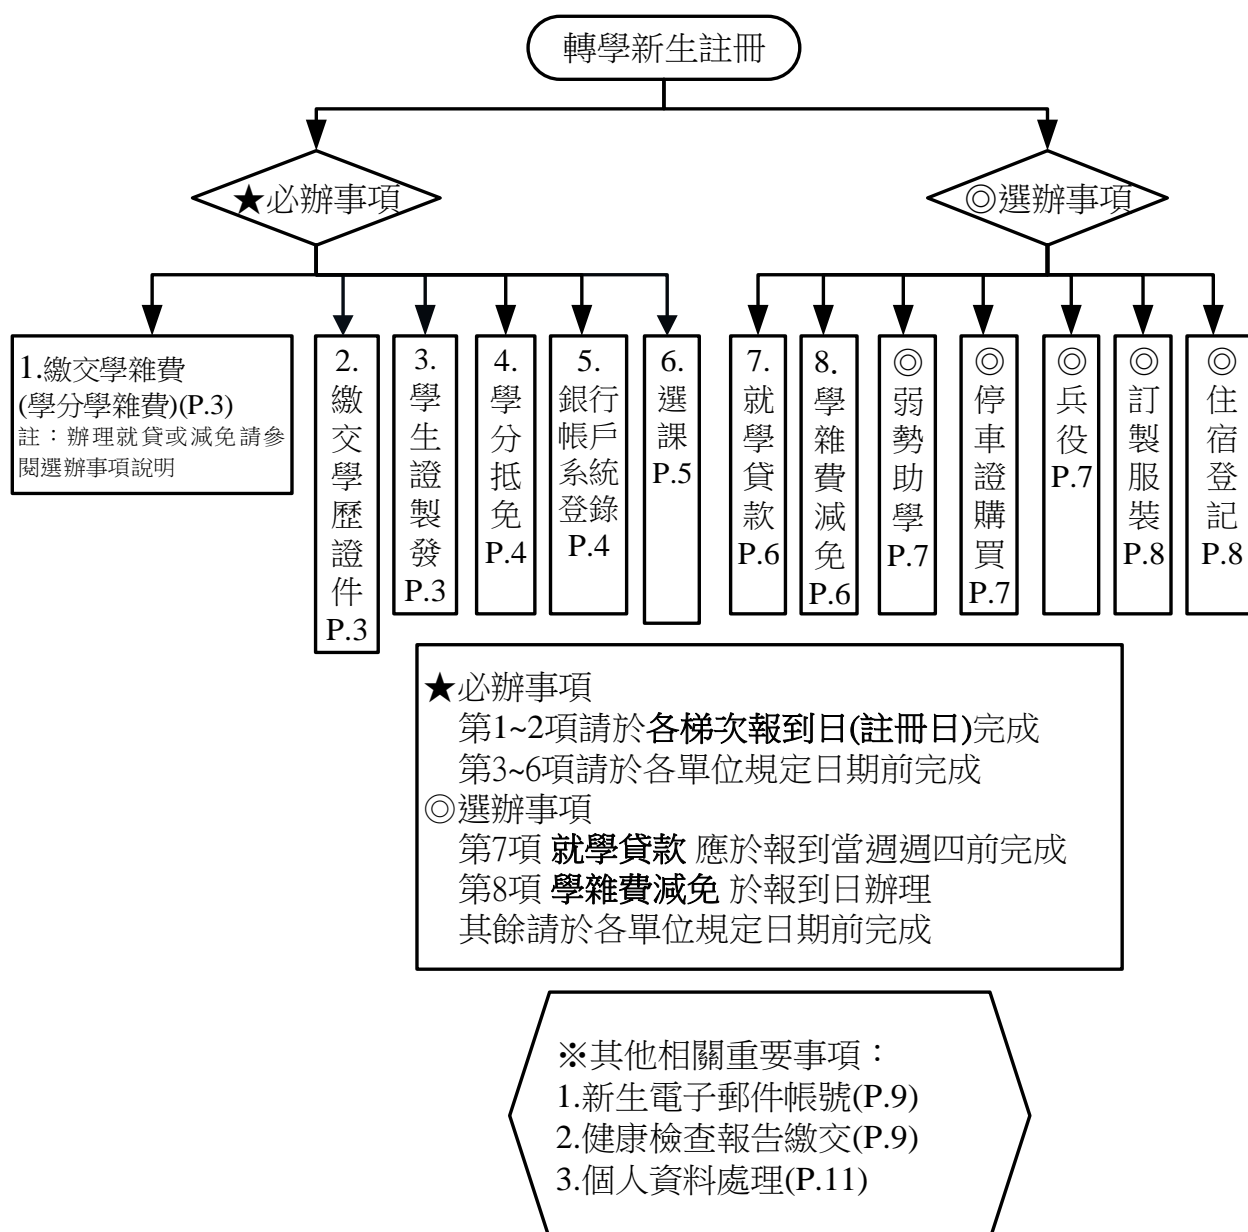 轉學新生註冊
★必辦事項
◎選辦事項
1.繳交學雜費
(學分學雜費)(P.3)
註：辦理就貸或減免請參
閱選辦事項說明
2.
繳
交
學
歷
證
件
P.3
3.
學
生
證
製
發
P.3
4.
學
分
抵
免
P.4
5.
銀行
帳戶
系統
登錄
P.4
6.
選
課
P.5
7.
就
學
貸
款
P.6
8.
學
雜
費
減
免
P.6
◎
弱
勢
助
學
P.7
◎
停
車
證
購
買
P.7
◎
兵
役
P.7
◎
訂
製
服
裝
P.8
◎
住
宿
登
記
P.8
★必辦事項
第1~2項請於各梯次報到日(註冊日)完成
第3~6項請於各單位規定日期前完成
◎選辦事項
第7項 就學貸款 應於報到當週週四前完成
第8項 學雜費減免 於報到日辦理
其餘請於各單位規定日期前完成
※其他相關重要事項：
1.新生電子郵件帳號(P.9)
2.健康檢查報告繳交(P.9)
3.個人資料處理(P.11)